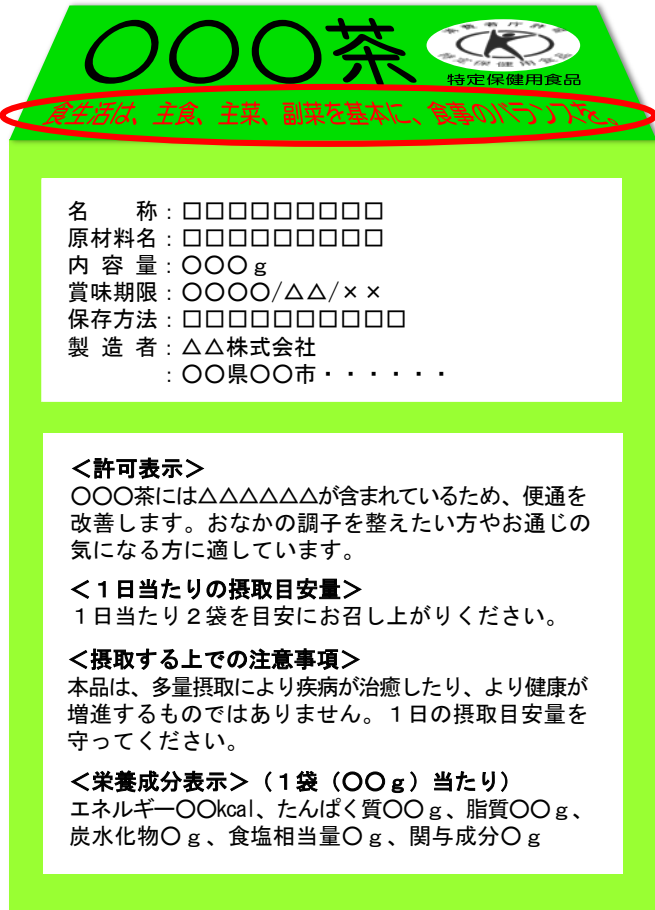 〇〇〇茶
消費者庁許可
特定保健用食品
特定保健用食品
食生活は、主食、主菜、副菜を基本に、食事のバランスを。
名　　称：□□□□□□□□□
原材料名：□□□□□□□□□
内 容 量：〇〇〇ｇ
賞味期限：〇〇〇〇/△△/××
保存方法：□□□□□□□□□□
製 造 者：△△株式会社
：〇〇県〇〇市・・・・・・
＜許可表示＞
〇〇〇茶には△△△△△△が含まれているため、便通を
改善します。おなかの調子を整えたい方やお通じの
気になる方に適しています。
＜１日当たりの摂取目安量＞
１日当たり２袋を目安にお召し上がりください。
＜摂取する上での注意事項＞
本品は、多量摂取により疾病が治癒したり、より健康が
増進するものではありません。１日の摂取目安量を
守ってください。
＜栄養成分表示＞（１袋（〇〇ｇ）当たり）
エネルギー〇〇kcal、たんぱく質〇〇ｇ、脂質〇〇ｇ、
炭水化物〇ｇ、食塩相当量〇ｇ、関与成分〇ｇ